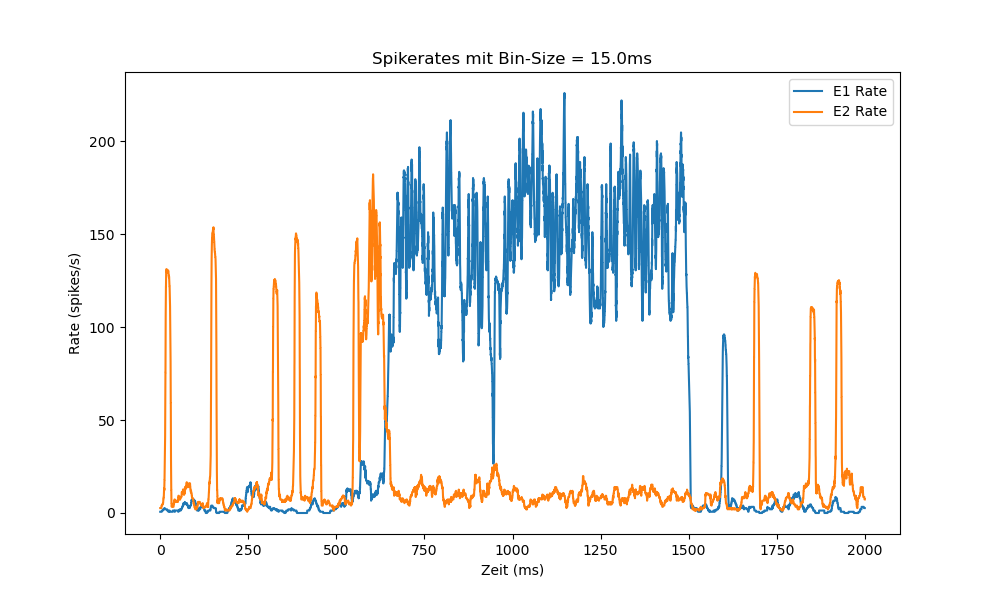 Spikerates mit Bin-Size = 15.0ms
E1 Rate
E2 Rate
Rate (spikes/s)
200
150
100
50
0
0 250 500 750 1000 1250 1500 1750 2000
Zeit (ms)